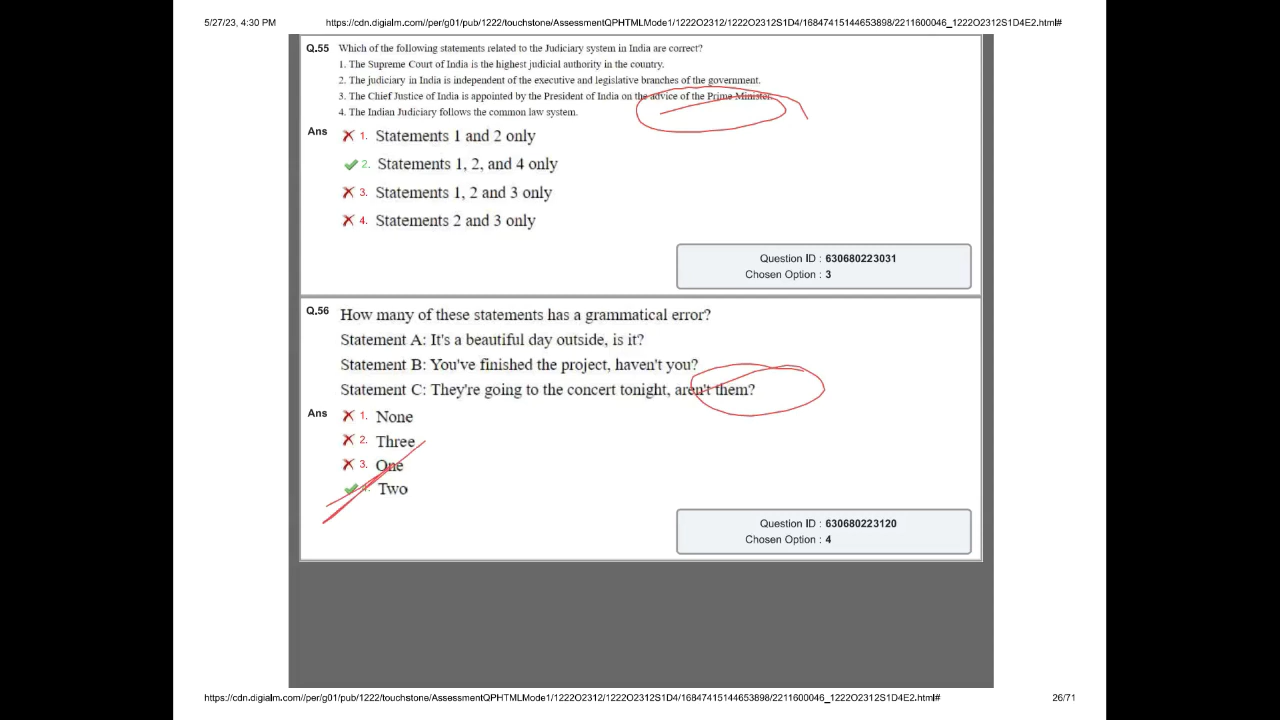 5/27/23, 4:30 PM https://cdn.digialm.com//per/g01/pub/1222/touchstone/AssessmentQPHTMLMode1/1222O2312/1222O2312S1D4/16847415144653898/2211600046_1222O2312S1D4E2.html#
Q.55 Which of the following statements related to the Judiciary system in India are correct?
1. The Supreme Court of India is the highest judicial authority in the country.
2. The judiciary in India is independent of the executive and legislative branches of the government.
3. The Chief Justice of India is appointed by the President of India on the advice of the Prime Minister.
4. The Indian Judiciary follows the common law system.
Ans 1. Statements 1 and 2 only
2. Statements 1, 2, and 4 only
3. Statements 1, 2 and 3 only
4. Statements 2 and 3 only
Question ID : 630680223031
Chosen Option : 3
Q.56 How many of these statements has a grammatical error?
Statement A: It's a beautiful day outside, is it?
Statement B: You've finished the project, haven't you?
Statement C: They're going to the concert tonight, aren't them?
Ans 1. None
2. Three
3. One
4. Two
Question ID : 630680223120
Chosen Option : 4
https://cdn.digialm.com//per/g01/pub/1222/touchstone/AssessmentQPHTMLMode1/1222O2312/1222O2312S1D4/16847415144653898/2211600046_1222O2312S1D4E2.html# 26/71